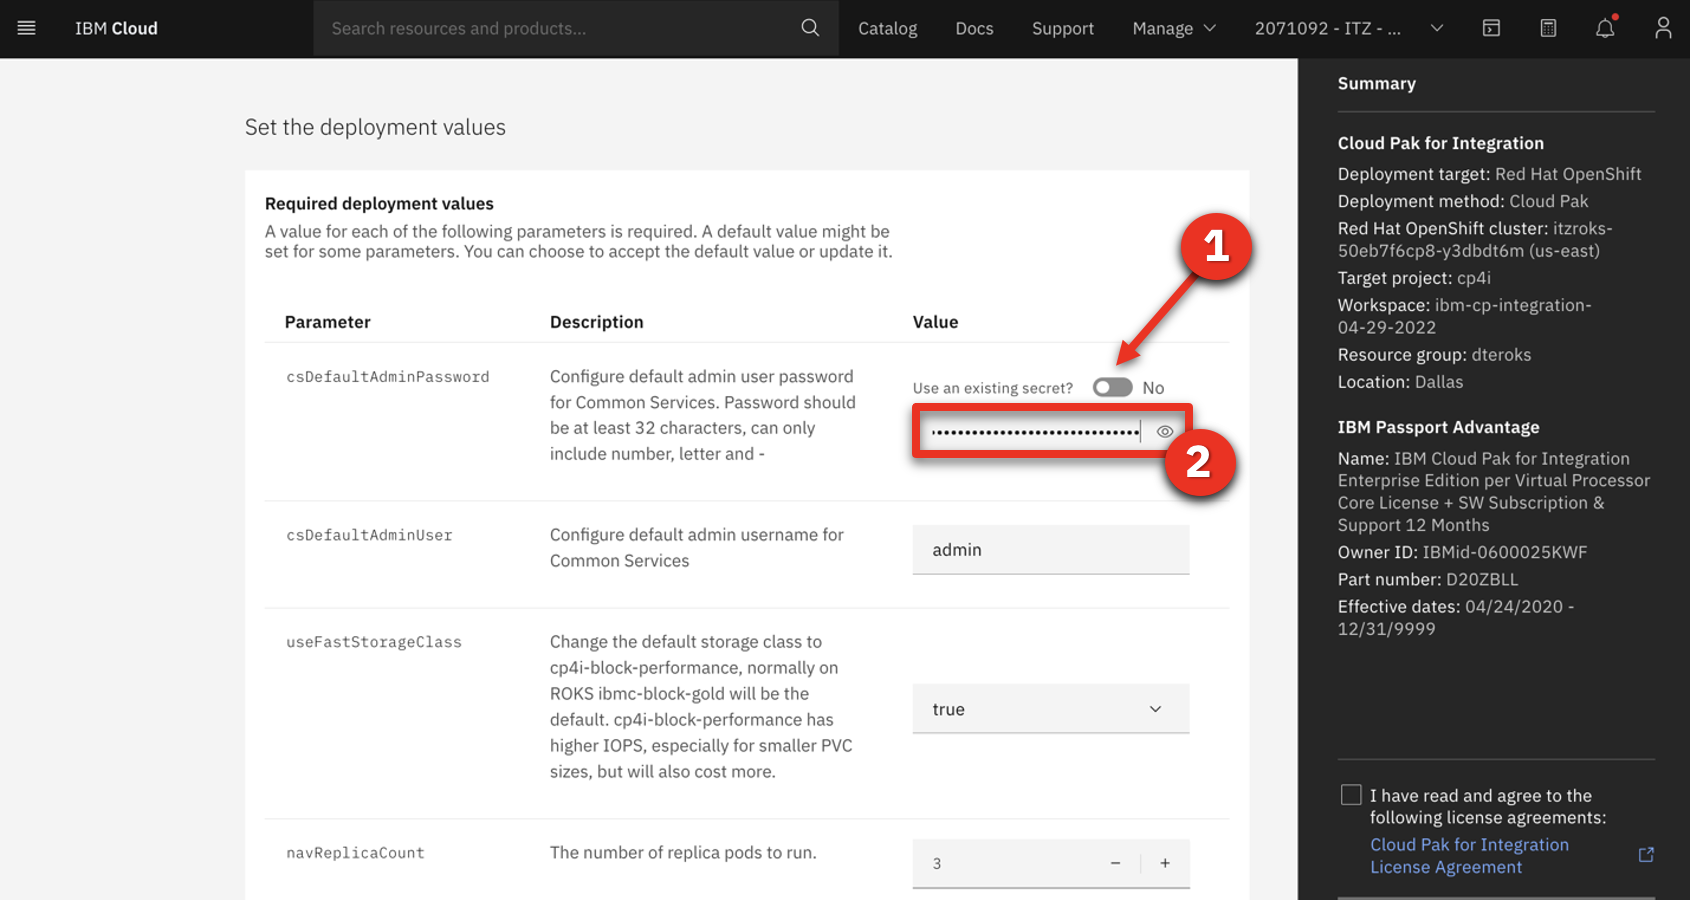 IBM Cloud
Search resources and products...
Catalog
Docs
Support
Manage
2071092 - ITZ - ...
Set the deployment values
Required deployment values
A value for each of the following parameters is required. A default value might be
set for some parameters. You can choose to accept the default value or update it.
1
Parameter
Description
Value
csDefaultAdminPassword
Configure default admin user password
for Common Services. Password should
be at least 32 characters, can only
include number, letter and -
Use an existing secret?
No
2
csDefaultAdminUser
Configure default admin username for
Common Services
admin
useFastStorageClass
Change the default storage class to
cp4i-block-performance, normally on
ROKS ibmc-block-gold will be the
default. cp4i-block-performance has
higher IOPS, especially for smaller PVC
sizes, but will also cost more.
true
navReplicaCount
The number of replica pods to run.
3
Summary
Cloud Pak for Integration
Deployment target: Red Hat OpenShift
Deployment method: Cloud Pak
Red Hat OpenShift cluster: itzroks-
50eb7f6cp8-y3dbdt6m (us-east)
Target project: cp4i
Workspace: ibm-cp-integration-
04-29-2022
Resource group: dteroks
Location: Dallas
IBM Passport Advantage
Name: IBM Cloud Pak for Integration
Enterprise Edition per Virtual Processor
Core License + SW Subscription &
Support 12 Months
Owner ID: IBMid-0600025KWF
Part number: D20ZBLL
Effective dates: 04/24/2020 -
12/31/9999
I have read and agree to the
following license agreements:
Cloud Pak for Integration
License Agreement